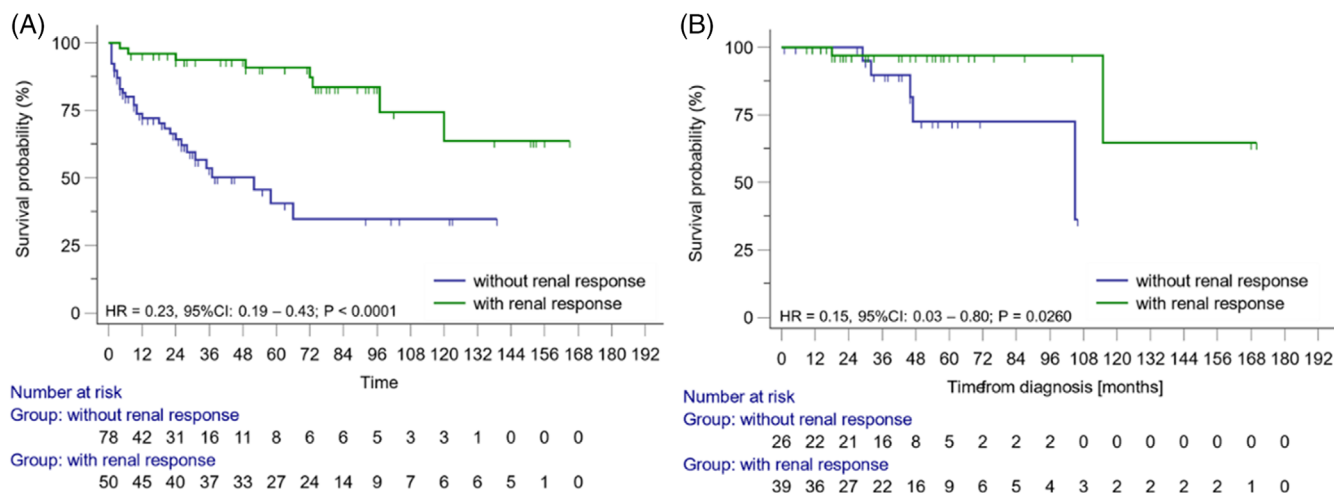 (A)
Survival probability (%)
100
75
50
25
0
without renal response
with renal response
HR = 0.23, 95%CI: 0.19 – 0.43; P < 0.0001
0 12 24 36 48 60 72 84 96 108 120 132 144 156 168 180 192
Time
Number at risk
Group: without renal response
78 42 31 16 11 8 6 6 5 3 3 1 0 0 0
Group: with renal response
50 45 40 37 33 27 24 14 9 7 6 6 5 1 0
(B)
Survival probability (%)
100
75
50
25
0
without renal response
with renal response
HR = 0.15, 95%CI: 0.03 – 0.80; P = 0.0260
0 12 24 36 48 60 72 84 96 108 120 132 144 156 168 180 192
Time from diagnosis [months]
Number at risk
Group: without renal response
26 22 21 16 8 5 2 2 2 0 0 0 0 0 0 0
Group: with renal response
39 36 27 22 16 9 6 5 4 3 2 2 2 2 1 0